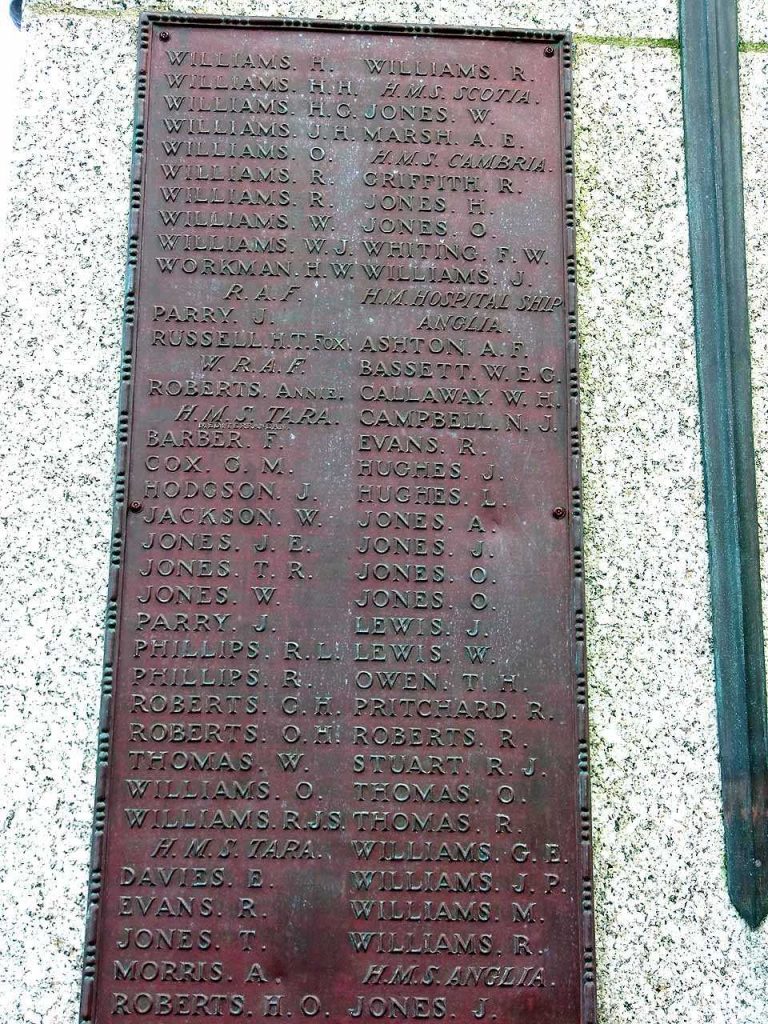 WILLIAMS. H.
WILLIAMS. H. H.
WILLIAMS. H. G.
WILLIAMS. J. H.
WILLIAMS. O.
WILLIAMS. R.
WILLIAMS. R.
WILLIAMS. W.
WILLIAMS. W. J.
WORKMAN. H. W.
R. A. F.
PARRY. J.
RUSSELL. H. T. FOX.
W. R. A. F.
ROBERTS. ANNIE.
H. M. S. TARA.
MEDITERRANEAN
BARBER. F.
COX. G. M.
HODGSON. J.
JACKSON. W.
JONES. J. E.
JONES. T. R.
JONES. W.
PARRY. J.
PHILLIPS. R. L.
PHILLIPS. R.
ROBERTS. G. H.
ROBERTS. O. H.
THOMAS. W.
WILLIAMS. O.
WILLIAMS. R. J. S.
H. M. S. TARA.
DAVIES. E.
EVANS. R.
JONES. T.
MORRIS. A.
ROBERTS. H. O.
WILLIAMS. R.
H.M.S. SCOTIA.
JONES. W.
MARSH. A. E.
H.M.S. CAMBRIA.
GRIFFITH. R.
JONES. H.
JONES. O.
WHITING. F. W.
WILLIAMS. J.
H.M. HOSPITAL SHIP
ANGLIA.
ASHTON. A. F.
BASSETT. W. E. G.
CALLAWAY. W. H.
CAMPBELL. N. J.
EVANS. R.
HUGHES. J.
HUGHES. L.
JONES. A.
JONES. J.
JONES. O.
JONES. O.
LEWIS. J.
LEWIS. W.
OWEN. T. H.
PRITCHARD. R.
ROBERTS. R.
STUART. R. J.
THOMAS. O.
THOMAS. R.
WILLIAMS. G. E.
WILLIAMS. J. P.
WILLIAMS. M.
WILLIAMS. R.
H.M.S. ANGLIA.
JONES. J.